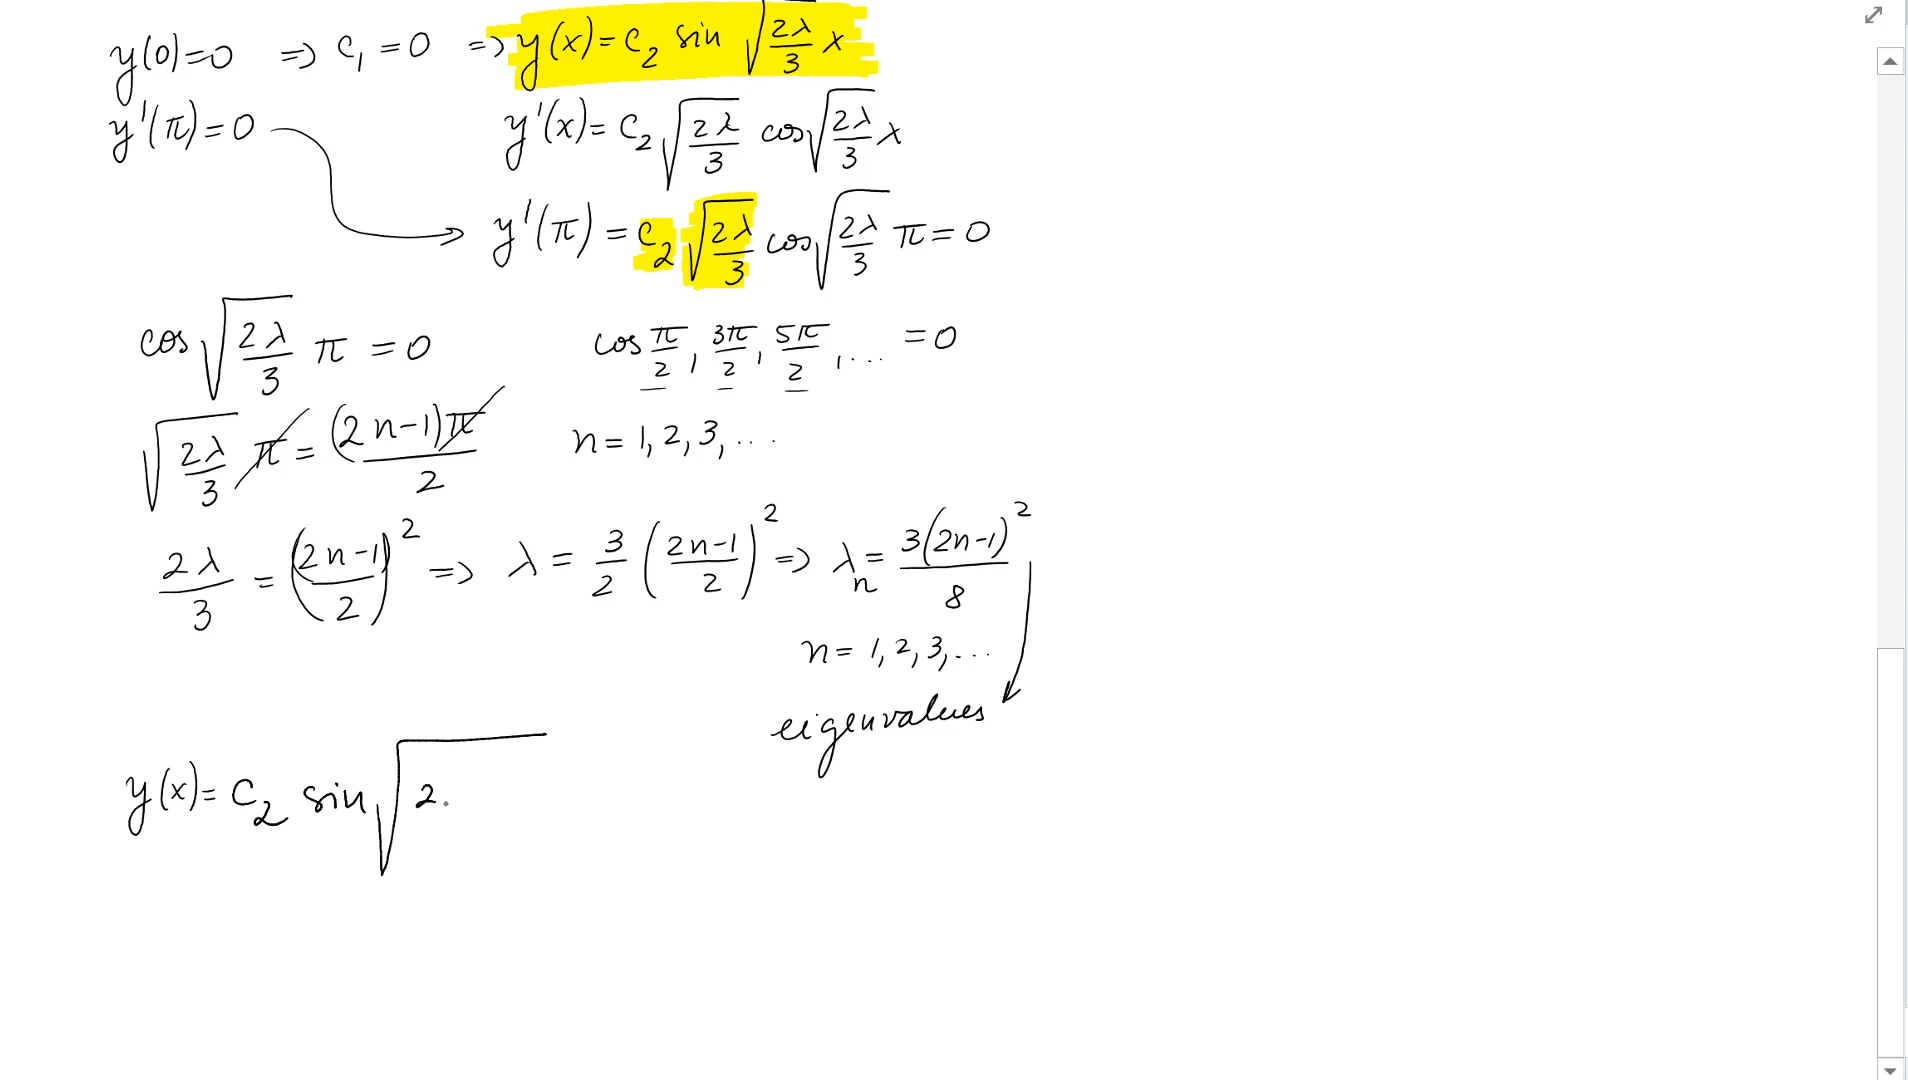 y(0)=0 ⇒ c₁ = 0 ⇒ y(x) = c₂ sin √(2λ/3) x
y'(π)=0 y'(x) = c₂ √(2λ/3) cos √(2λ/3) x
y'(π) = c₂ √(2λ/3) cos √(2λ/3) π = 0
cos √(2λ/3) π = 0 cos π/2, 3π/2, 5π/2, ... = 0
√(2λ/3) π = (2n-1)π/2 n = 1, 2, 3, ...
2λ/3 = ((2n-1)/2)² ⇒ λ = 3/2 ((2n-1)/2)² ⇒ λₙ = 3(2n-1)²/8
n = 1, 2, 3, ...
eigenvalues
y(x) = c₂ sin √2.